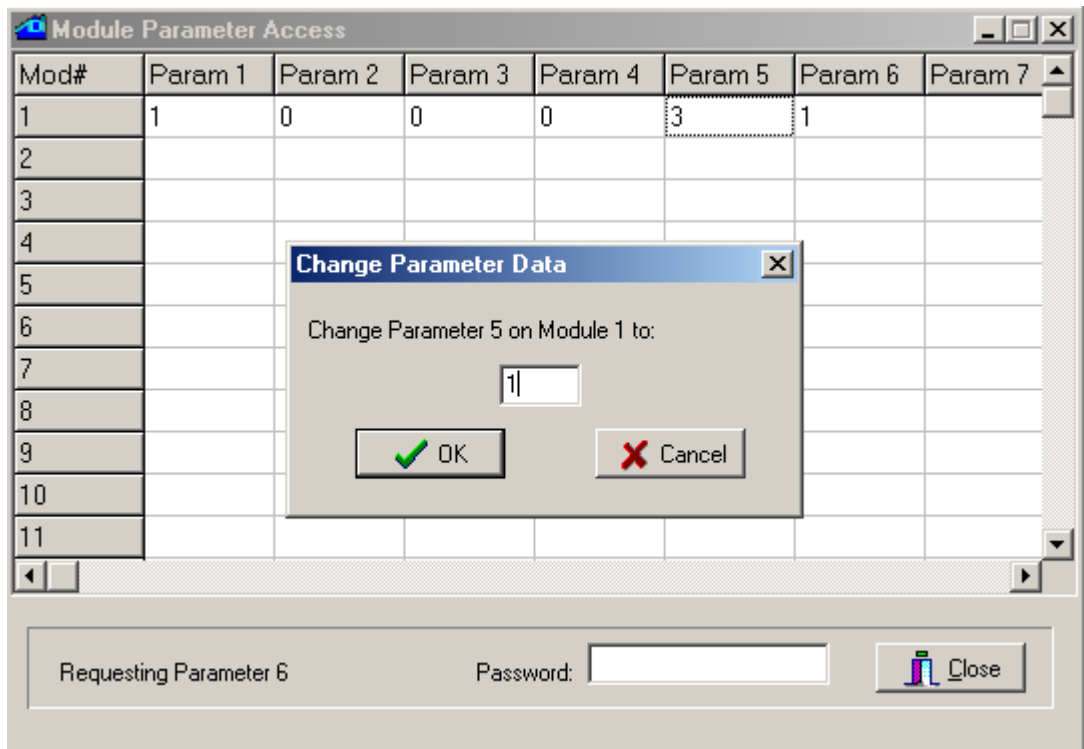 Module Parameter Access
Mod# Param 1 Param 2 Param 3 Param 4 Param 5 Param 6 Param 7
1 1 0 0 0 3 1
2
3
4
5
6
7
8
9
10
11
Change Parameter Data
Change Parameter 5 on Module 1 to:
1
OK Cancel
Requesting Parameter 6 Password: Close